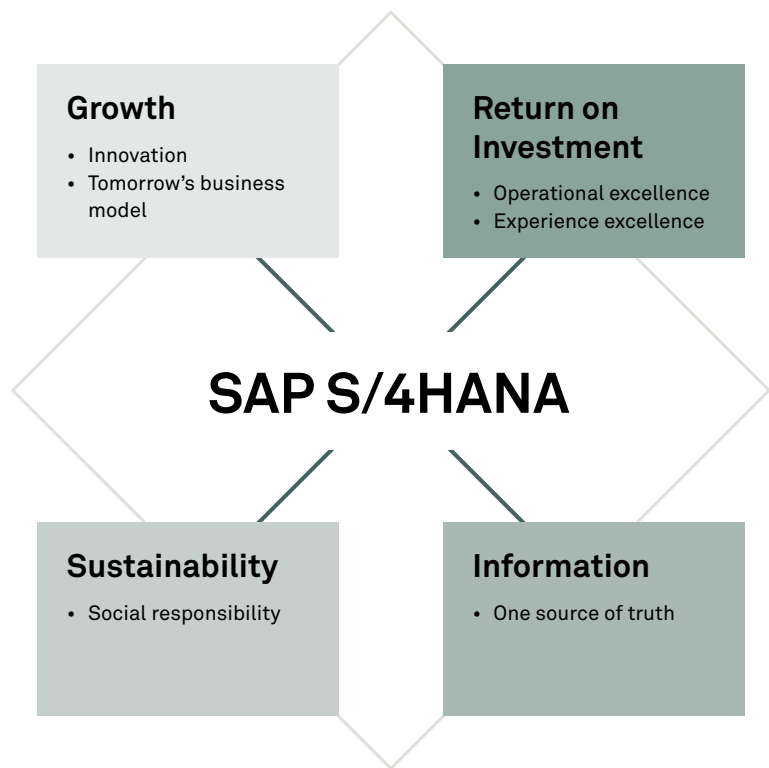 Growth
• Innovation
• Tomorrow’s business
model
Return on
Investment
• Operational excellence
• Experience excellence
SAP S/4HANA
Sustainability
• Social responsibility
Information
• One source of truth